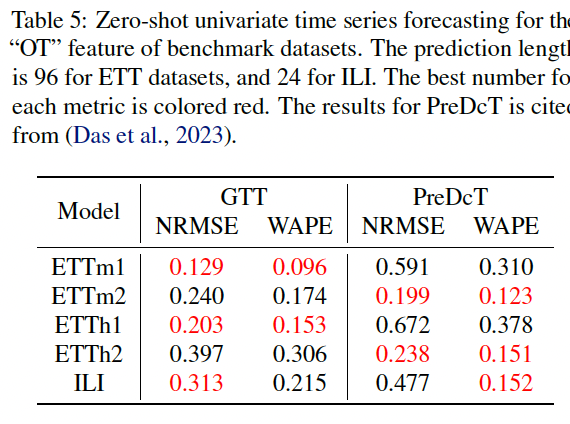 Table 5: Zero-shot univariate time series forecasting for the
“OT” feature of benchmark datasets. The prediction length
is 96 for ETT datasets, and 24 for ILI. The best number fo
each metric is colored red. The results for PreDcT is cited
from (Das et al., 2023).
Model GTT PreDcT
NRMSE WAPE NRMSE WAPE
ETTm1 0.129 0.096 0.591 0.310
ETTm2 0.240 0.174 0.199 0.123
ETTh1 0.203 0.153 0.672 0.378
ETTh2 0.397 0.306 0.238 0.151
ILI 0.313 0.215 0.477 0.152